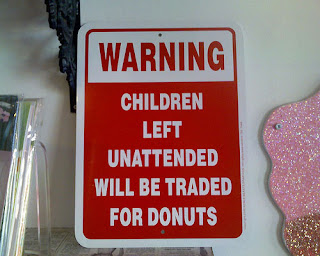 WARNING
CHILDREN
LEFT
UNATTENDED
WILL BE TRADED
FOR DONUTS